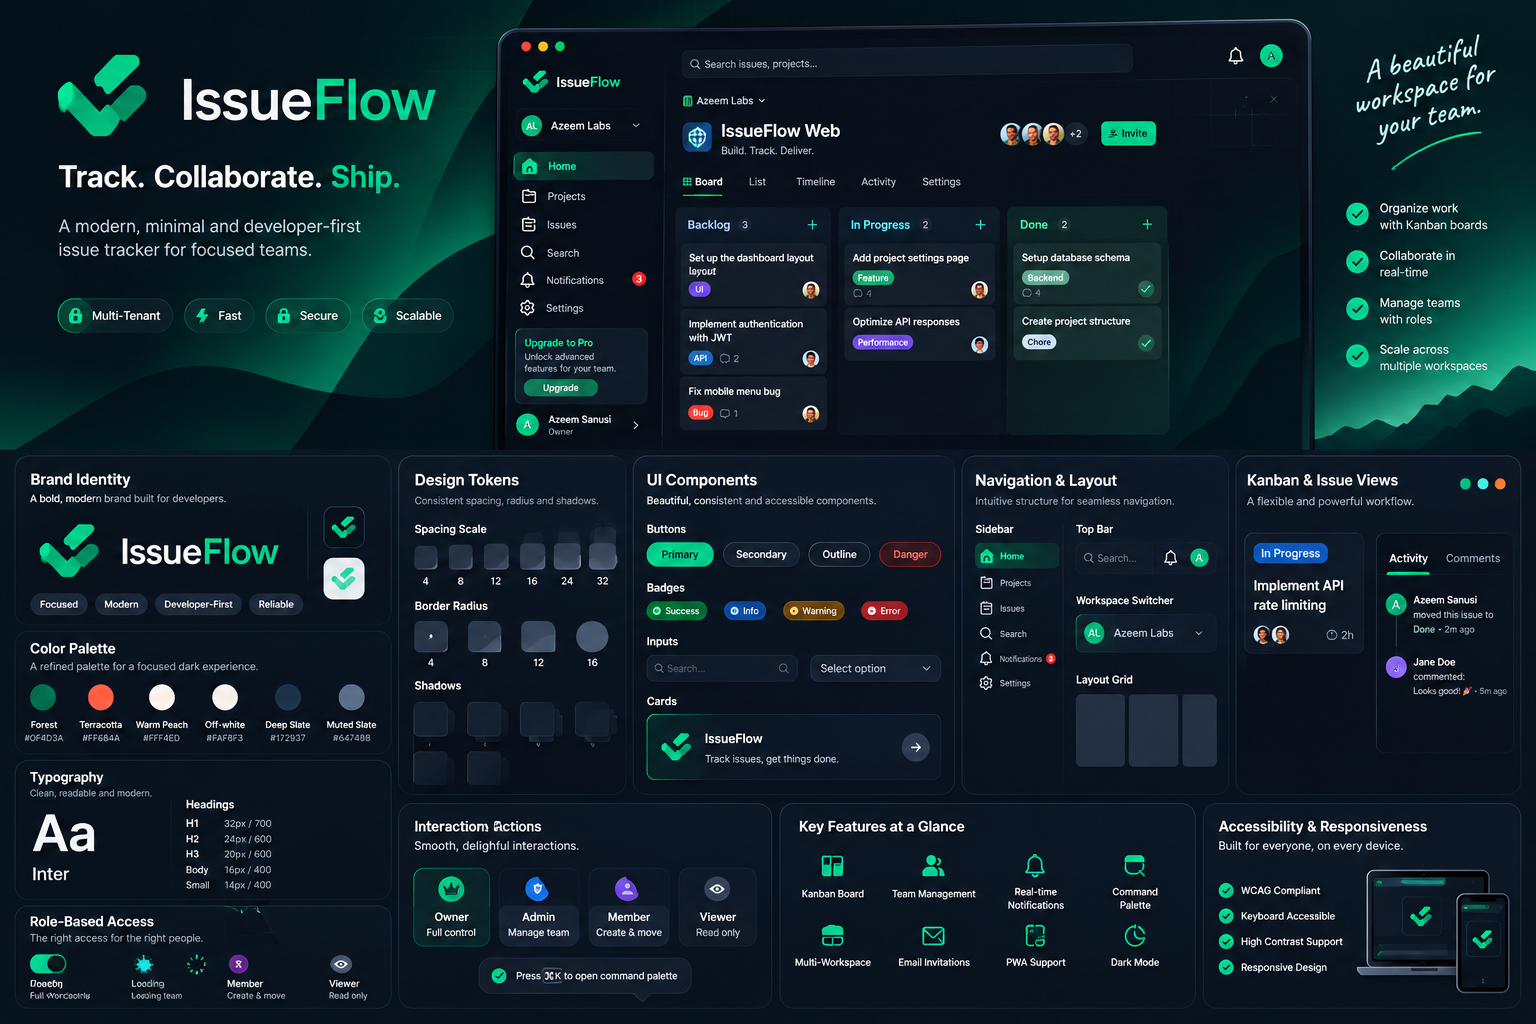 IssueFlow
Track. Collaborate. Ship.
A modern, minimal and developer-first
issue tracker for focused teams.
Multi-Tenant
Fast
Secure
Scalable
IssueFlow
AL Azeem Labs
Home
Projects
Issues
Search
Notifications 3
Settings
Upgrade to Pro
Unlock advanced
features for your team.
Upgrade
A Azeem Sanusi
Owner
Search issues, projects...
A
Azeem Labs
IssueFlow Web
Build. Track. Deliver.
+2
Invite
Board
List
Timeline
Activity
Settings
Backlog 3 +
Set up the dashboard layout
layout
UI
Implement authentication
with JWT
API 2
Fix mobile menu bug
Bug 1
In Progress 2 +
Add project settings page
Feature
4
Optimize API responses
Performance
Done 2 +
Setup database schema
Backend
4
Create project structure
Chore
A beautiful
workspace for
your team.
Organize work
with Kanban boards
Collaborate in
real-time
Manage teams
with roles
Scale across
multiple workspaces
Brand Identity
A bold, modern brand built for developers.
IssueFlow
Focused
Modern
Developer-First
Reliable
Color Palette
A refined palette for a focused dark experience.
Forest
#0F4D3A
Terracotta
#FF684A
Warm Peach
#FFF4ED
Off-white
#FAF8F3
Deep Slate
#172937
Muted Slate
#64748B
Typography
Clean, readable and modern.
Aa
Inter
Headings
H1 32px / 700
H2 24px / 600
H3 20px / 600
Body 16px / 400
Small 14px / 400
Role-Based Access
The right access for the right people.
Loading
Loading team
Member
Create & move
Viewer
Read only
Design Tokens
Consistent spacing, radius and shadows.
Spacing Scale
4 8 12 16 24 32
Border Radius
4 8 12 16
Shadows
UI Components
Beautiful, consistent and accessible components.
Buttons
Primary
Secondary
Outline
Danger
Badges
Success
Info
Warning
Error
Inputs
Search...
Select option
Cards
IssueFlow
Track issues, get things done.
Navigation & Layout
Intuitive structure for seamless navigation.
Sidebar
Home
Projects
Issues
Search
Notifications 3
Settings
Top Bar
Search...
A
Workspace Switcher
AL Azeem Labs
Layout Grid
Kanban & Issue Views
A flexible and powerful workflow.
In Progress
Implement API
rate limiting
2h
Activity
Comments
A Azeem Sanusi
moved this issue to
Done • 2m ago
J Jane Doe
commented:
Looks good! 🎉 • 5m ago
Interaction
Smooth, delighful interactions.
Owner
Full control
Admin
Manage team
Member
Create & move
Viewer
Read only
Press ⌘K to open command palette
Key Features at a Glance
Kanban Board
Team Management
Real-time
Notifications
Command
Palette
Multi-Workspace
Email Invitations
PWA Support
Dark Mode
Accessibility & Responsiveness
Built for everyone, on every device.
WCAG Compliant
Keyboard Accessible
High Contrast Support
Responsive Design